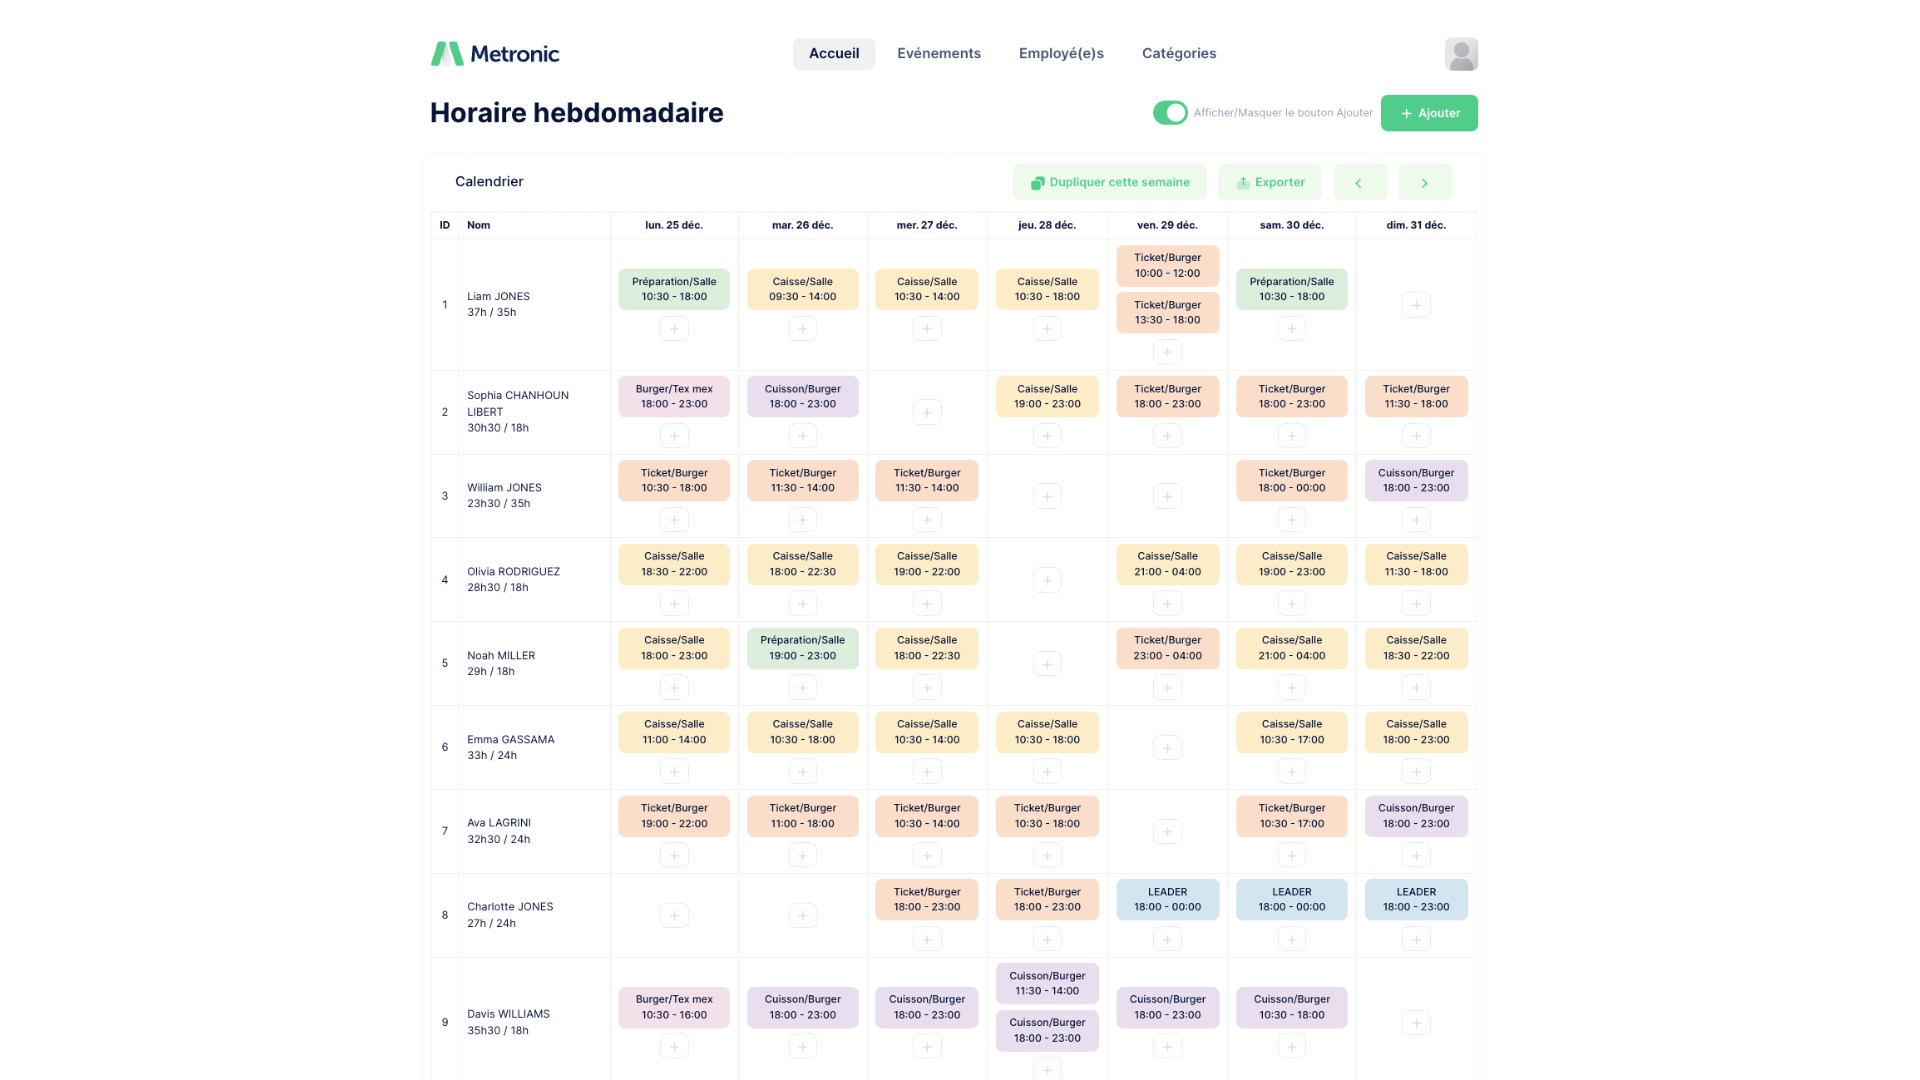 Metronic
Accueil Evénements Employé(e)s Catégories
Horaire hebdomadaire
Afficher/Masquer le bouton Ajouter
+ Ajouter
Calendrier
Dupliquer cette semaine
Exporter
ID Nom lun. 25 déc. mar. 26 déc. mer. 27 déc. jeu. 28 déc. ven. 29 déc. sam. 30 déc. dim. 31 déc.
1
Liam JONES
37h / 35h
Préparation/Salle
10:30 - 18:00
Caisse/Salle
09:30 - 14:00
Caisse/Salle
10:30 - 14:00
Caisse/Salle
10:30 - 18:00
Ticket/Burger
10:00 - 12:00
Ticket/Burger
13:30 - 18:00
Préparation/Salle
10:30 - 18:00
2
Sophia CHANHOUN
LIBERT
30h30 / 18h
Burger/Tex mex
18:00 - 23:00
Cuisson/Burger
18:00 - 23:00
Caisse/Salle
19:00 - 23:00
Ticket/Burger
18:00 - 23:00
Ticket/Burger
18:00 - 23:00
Ticket/Burger
11:30 - 18:00
3
William JONES
23h30 / 35h
Ticket/Burger
10:30 - 18:00
Ticket/Burger
11:30 - 14:00
Ticket/Burger
11:30 - 14:00
Ticket/Burger
18:00 - 00:00
Cuisson/Burger
18:00 - 23:00
4
Olivia RODRIGUEZ
28h30 / 18h
Caisse/Salle
18:30 - 22:00
Caisse/Salle
18:00 - 22:30
Caisse/Salle
19:00 - 22:00
Caisse/Salle
21:00 - 04:00
Caisse/Salle
19:00 - 23:00
Caisse/Salle
11:30 - 18:00
5
Noah MILLER
29h / 18h
Caisse/Salle
18:00 - 23:00
Préparation/Salle
19:00 - 23:00
Caisse/Salle
18:00 - 22:30
Ticket/Burger
23:00 - 04:00
Caisse/Salle
21:00 - 04:00
Caisse/Salle
18:30 - 22:00
6
Emma GASSAMA
33h / 24h
Caisse/Salle
11:00 - 14:00
Caisse/Salle
10:30 - 18:00
Caisse/Salle
10:30 - 14:00
Caisse/Salle
10:30 - 18:00
Caisse/Salle
10:30 - 17:00
Caisse/Salle
18:00 - 23:00
7
Ava LAGRINI
32h30 / 24h
Ticket/Burger
19:00 - 22:00
Ticket/Burger
11:00 - 18:00
Ticket/Burger
10:30 - 14:00
Ticket/Burger
10:30 - 18:00
Ticket/Burger
10:30 - 17:00
Cuisson/Burger
18:00 - 23:00
8
Charlotte JONES
27h / 24h
Ticket/Burger
18:00 - 23:00
Ticket/Burger
18:00 - 23:00
LEADER
18:00 - 00:00
LEADER
18:00 - 00:00
LEADER
18:00 - 23:00
9
Davis WILLIAMS
35h30 / 18h
Burger/Tex mex
10:30 - 16:00
Cuisson/Burger
18:00 - 23:00
Cuisson/Burger
18:00 - 23:00
Cuisson/Burger
11:30 - 14:00
Cuisson/Burger
18:00 - 23:00
Cuisson/Burger
18:00 - 23:00
Cuisson/Burger
10:30 - 18:00